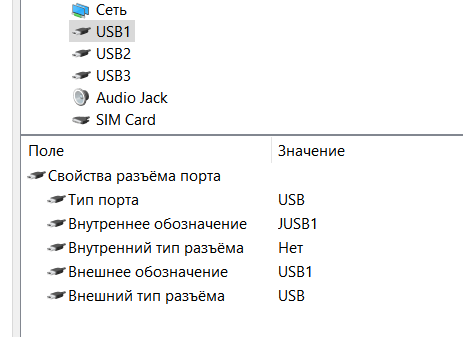 Сеть
USB1
USB2
USB3
Audio Jack
SIM Card
Поле Значение
Свойства разъёма порта
Тип порта USB
Внутреннее обозначение JUSB1
Внутренний тип разъёма Нет
Внешнее обозначение USB1
Внешний тип разъёма USB